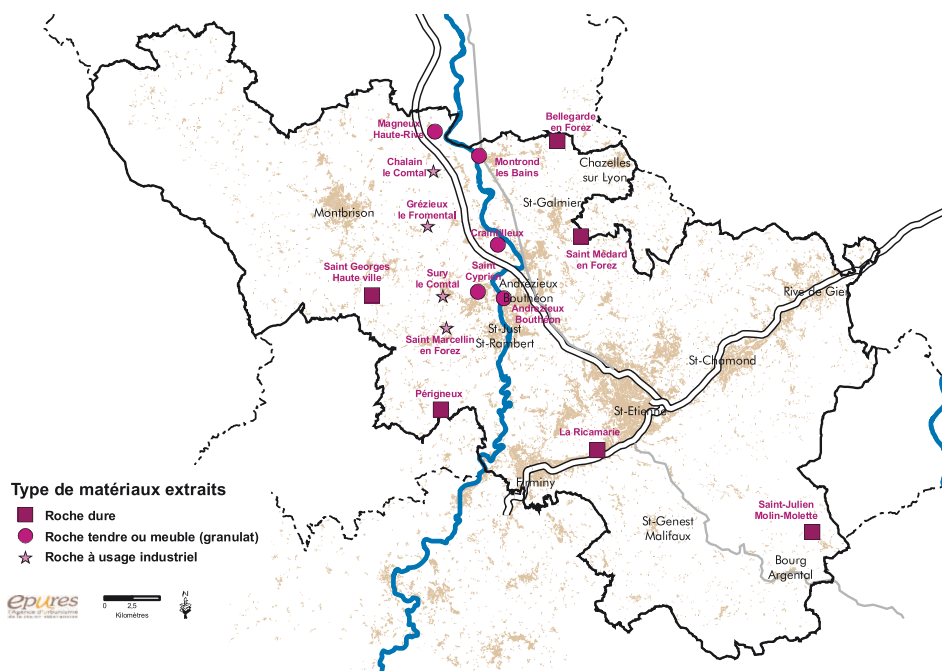 Bellegarde
en Forez
Magneux
Haute-Rive
Montrond
les Bains
Chazelles
sur Lyon
Chalain
le Comtal
Grézieux
le Fromental
Montbrison
St-Galmier
Craintilleux
Saint Médard
en Forez
Saint Georges
Haute ville
Sury
le Comtal
Saint
Cyprien
Andrézieux
Bouthéon
Andrezieux
Bouthéon
Rive de Gier
St-Just
St-Rambert
Saint Marcellin
en Forez
St-Chamond
Périgneux
St-Etienne
La Ricamarie
Firminy
Saint-Julien
Molin-Molette
St-Genest
Malifaux
Bourg
Argental
Type de matériaux extraits
Roche dure
Roche tendre ou meuble (granulat)
Roche à usage industriel
epures
l'Agence d'urbanisme
0 2,5
Kilomètres
N